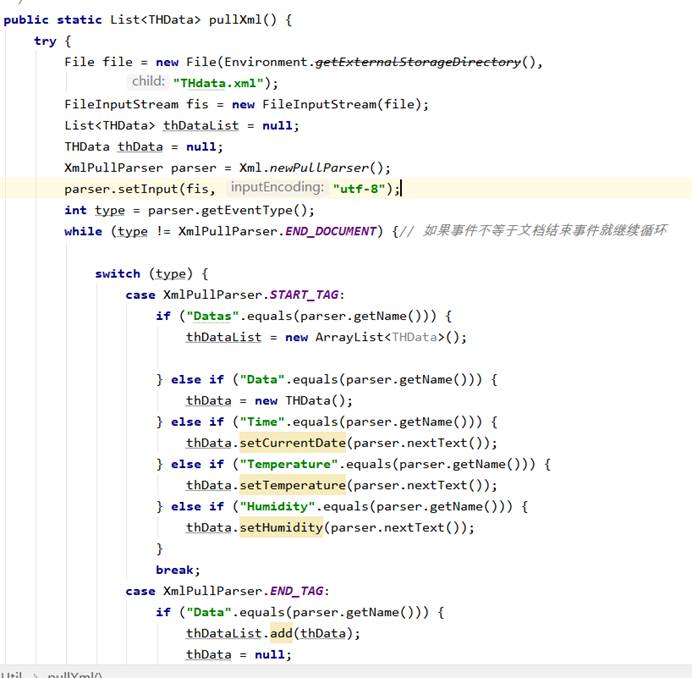 public static List<THData> pullXml() {
try {
File file = new File(Environment.getExternalStorageDirectory(),
child: "THdata.xml");
FileInputStream fis = new FileInputStream(file);
List<THData> thDataList = null;
THData thData = null;
XmlPullParser parser = Xml.newPullParser();
parser.setInput(fis, inputEncoding: "utf-8");
int type = parser.getEventType();
while (type != XmlPullParser.END_DOCUMENT) {// 如果事件不等于文档结束事件就继续循环
switch (type) {
case XmlPullParser.START_TAG:
if ("Datas".equals(parser.getName())) {
thDataList = new ArrayList<THData>();
} else if ("Data".equals(parser.getName())) {
thData = new THData();
} else if ("Time".equals(parser.getName())) {
thData.setCurrentDate(parser.nextText());
} else if ("Temperature".equals(parser.getName())) {
thData.setTemperature(parser.nextText());
} else if ("Humidity".equals(parser.getName())) {
thData.setHumidity(parser.nextText());
}
break;
case XmlPullParser.END_TAG:
if ("Data".equals(parser.getName())) {
thDataList.add(thData);
thData = null;